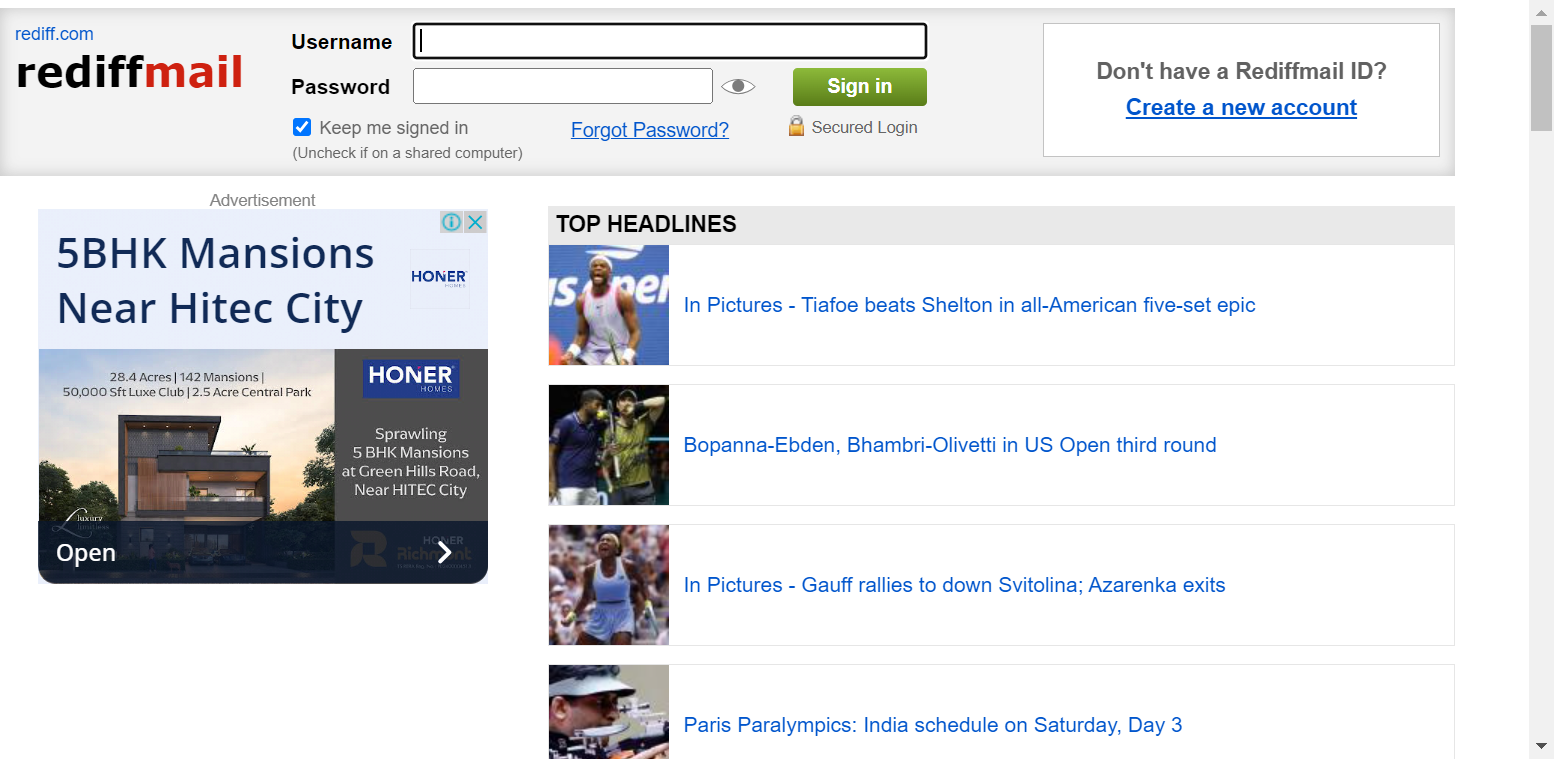 rediff.com
rediffmail
Username
Password
Sign in
Keep me signed in
(Uncheck if on a shared computer)
Forgot Password?
Secured Login
Don't have a Rediffmail ID?
Create a new account
Advertisement
5BHK Mansions
Near Hitec City
HONER
HOMES
28.4 Acres | 142 Mansions |
50,000 Sft Luxe Club | 2.5 Acre Central Park
HONER
HOMES
Sprawling
5 BHK Mansions
at Green Hills Road,
Near HITEC City
luxury
Open
HONER
Richmont
TOP HEADLINES
us open
In Pictures - Tiafoe beats Shelton in all-American five-set epic
Bopanna-Ebden, Bhambri-Olivetti in US Open third round
In Pictures - Gauff rallies to down Svitolina; Azarenka exits
Paris Paralympics: India schedule on Saturday, Day 3